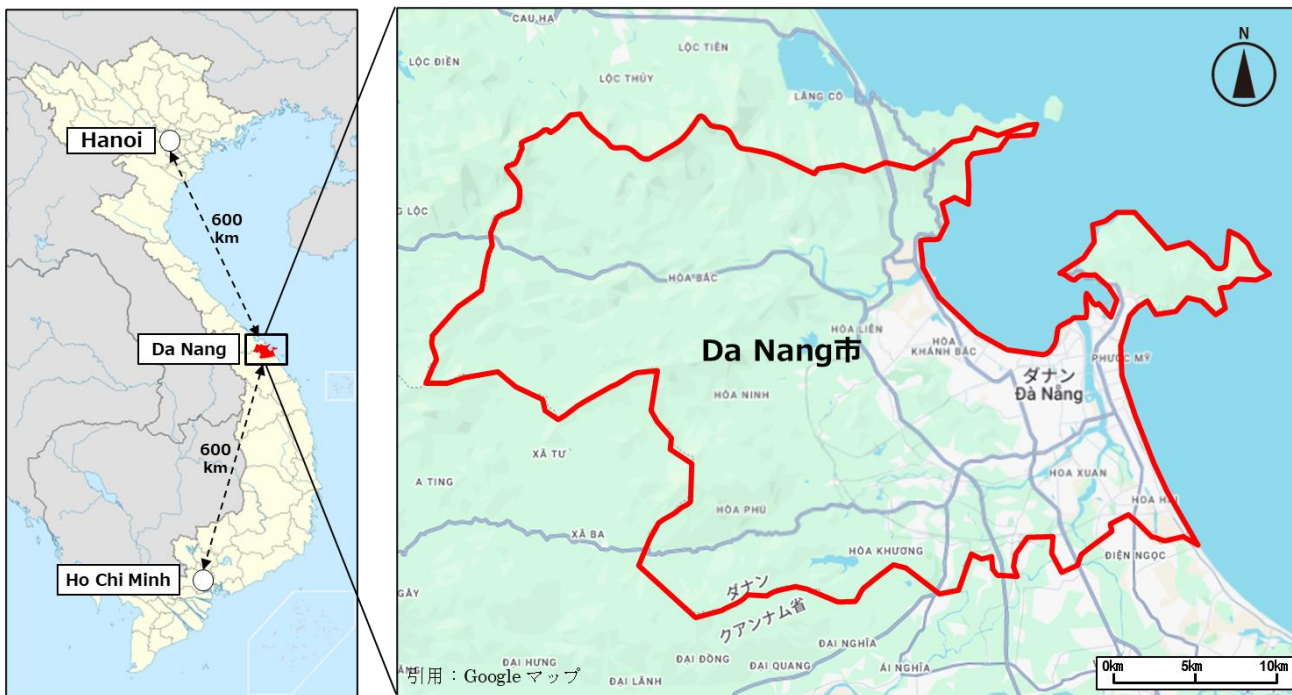 Hanoi
600
km
Da Nang
600
km
Ho Chi Minh
CAU HA
LỘC TIÊN
LỘC ĐIỀN
LỘC THỦY
LĂNG CÔ
N
G LỘC
HÒA BẮC
HÒA LIÊN
HÒA
KHÁNH BẮC
PHƯỚC MỸ
Da Nang市
ダナン
Đà Nẵng
HÒA NINH
XÃ TƯ
A TING
HOA XUAN
HÒA PHÚ
HOA HAI
XÃ BA
HÒA KHƯƠNG
ĐIỆN NGỌC
ダナン
クアンナム省
GÂY
ĐẠI NGHĨA
ĐẠI HƯNG
ĐẠI ĐỒNG
ĐẠI QUANG
ÁI NGHĨA
ĐẠI LÃNH
引用：Google マップ
0km
5km
10km